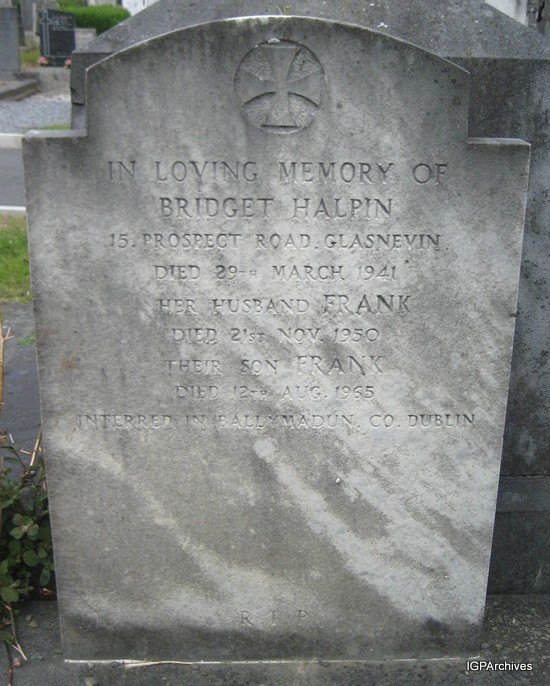 IN LOVING MEMORY OF
BRIDGET HALPIN
15. PROSPECT ROAD. GLASNEVIN.
DIED 29TH MARCH 1941
HER HUSBAND FRANK
DIED 21ST NOV. 1950
THEIR SON FRANK
DIED 12TH AUG. 1965
INTERRED IN BALLYMADUN, CO. DUBLIN
R I P
IGPArchives